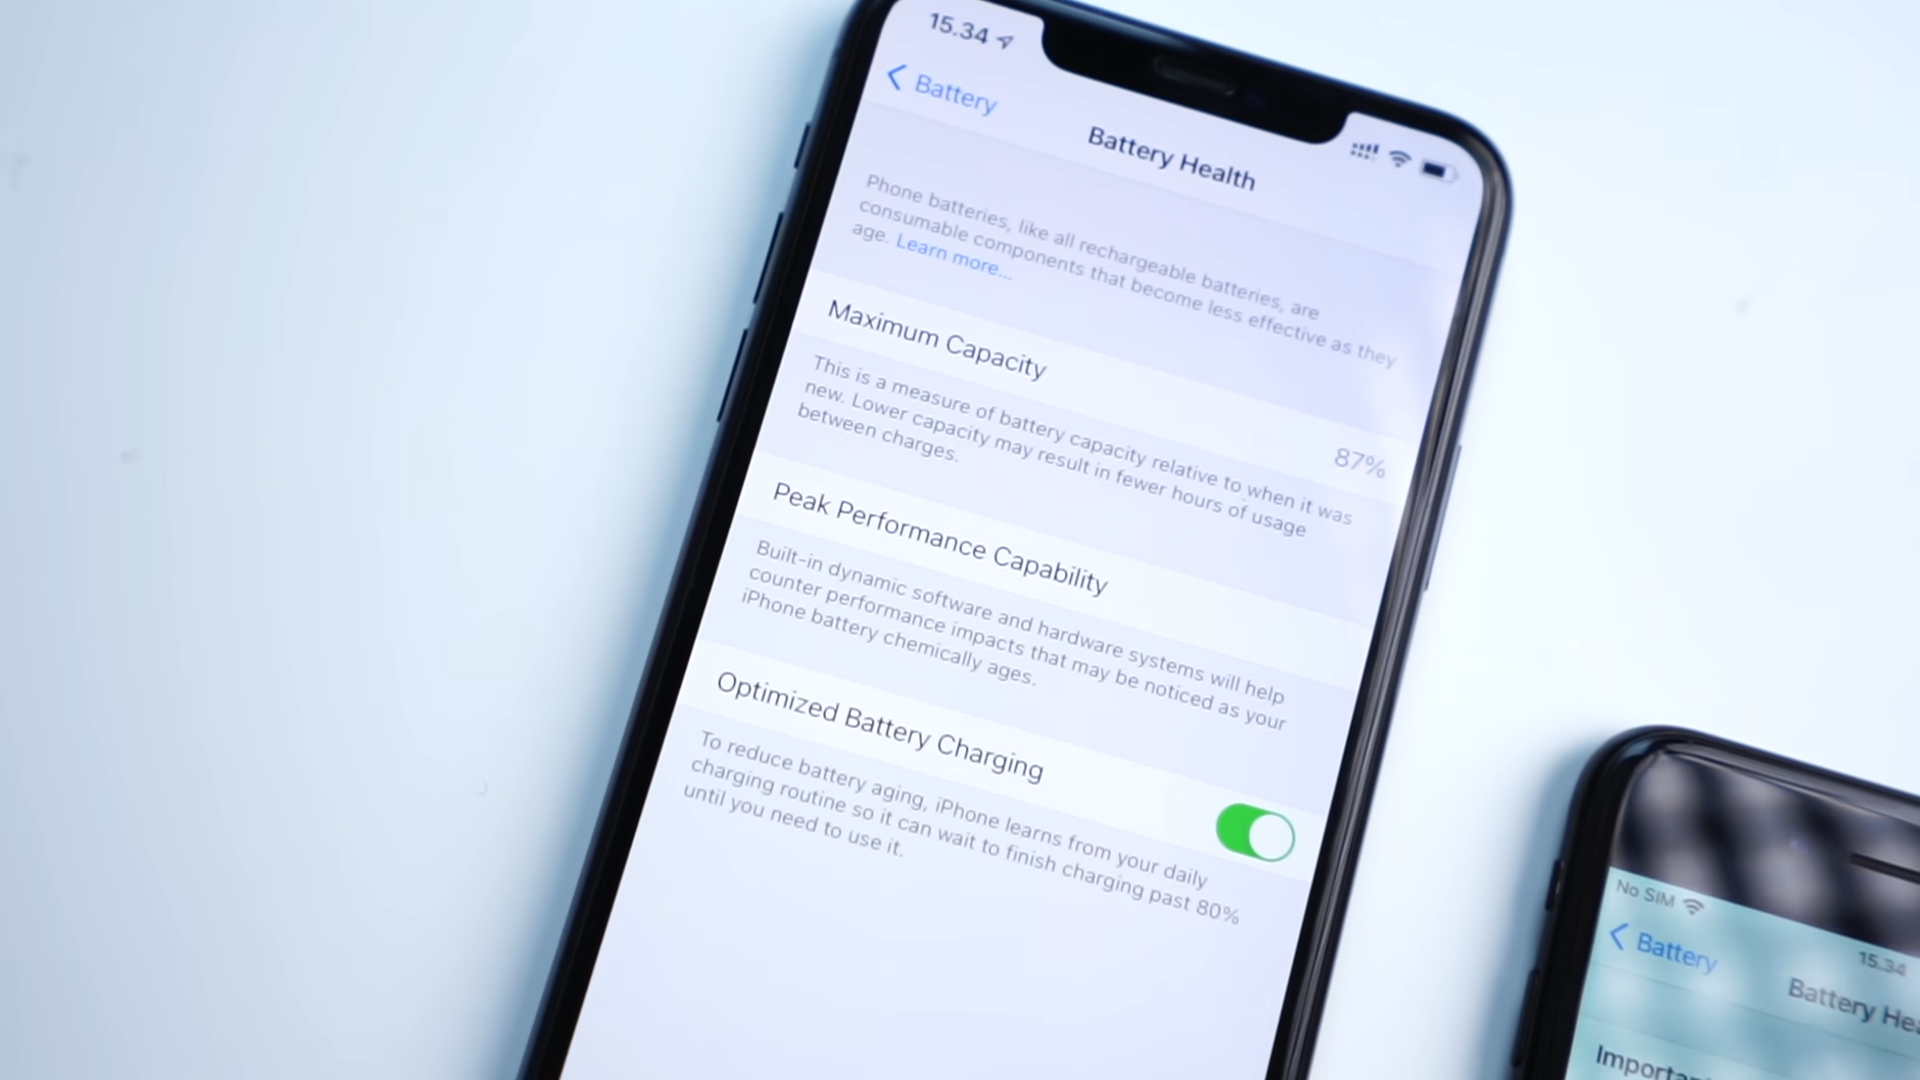 15.34
Battery
Battery Health
Phone batteries, like all rechargeable batteries, are
consumable components that become less effective as they
age. Learn more...
Maximum Capacity
87%
This is a measure of battery capacity relative to when it was
new. Lower capacity may result in fewer hours of usage
between charges.
Peak Performance Capability
Built-in dynamic software and hardware systems will help
counter performance impacts that may be noticed as your
iPhone battery chemically ages.
Optimized Battery Charging
To reduce battery aging, iPhone learns from your daily
charging routine so it can wait to finish charging past 80%
until you need to use it.
No SIM
15.34
Battery
Battery Hea
Importa